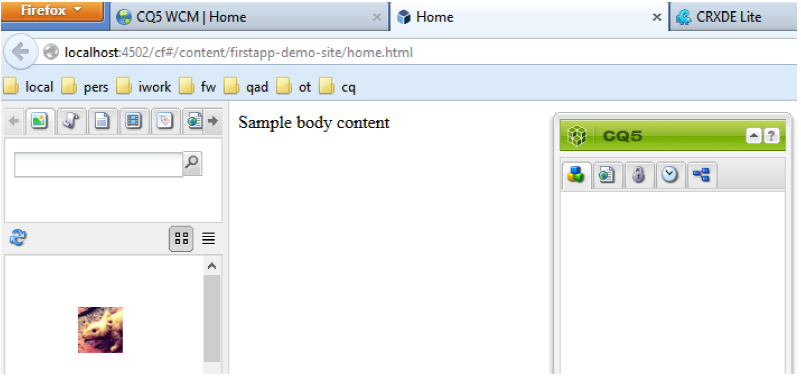 Firefox
CQ5 WCM | Home
Home
CRXDE Lite
localhost:4502/cf#/content/firstapp-demo-site/home.html
local pers iwork fw qad ot cq
Sample body content
CQ5
?